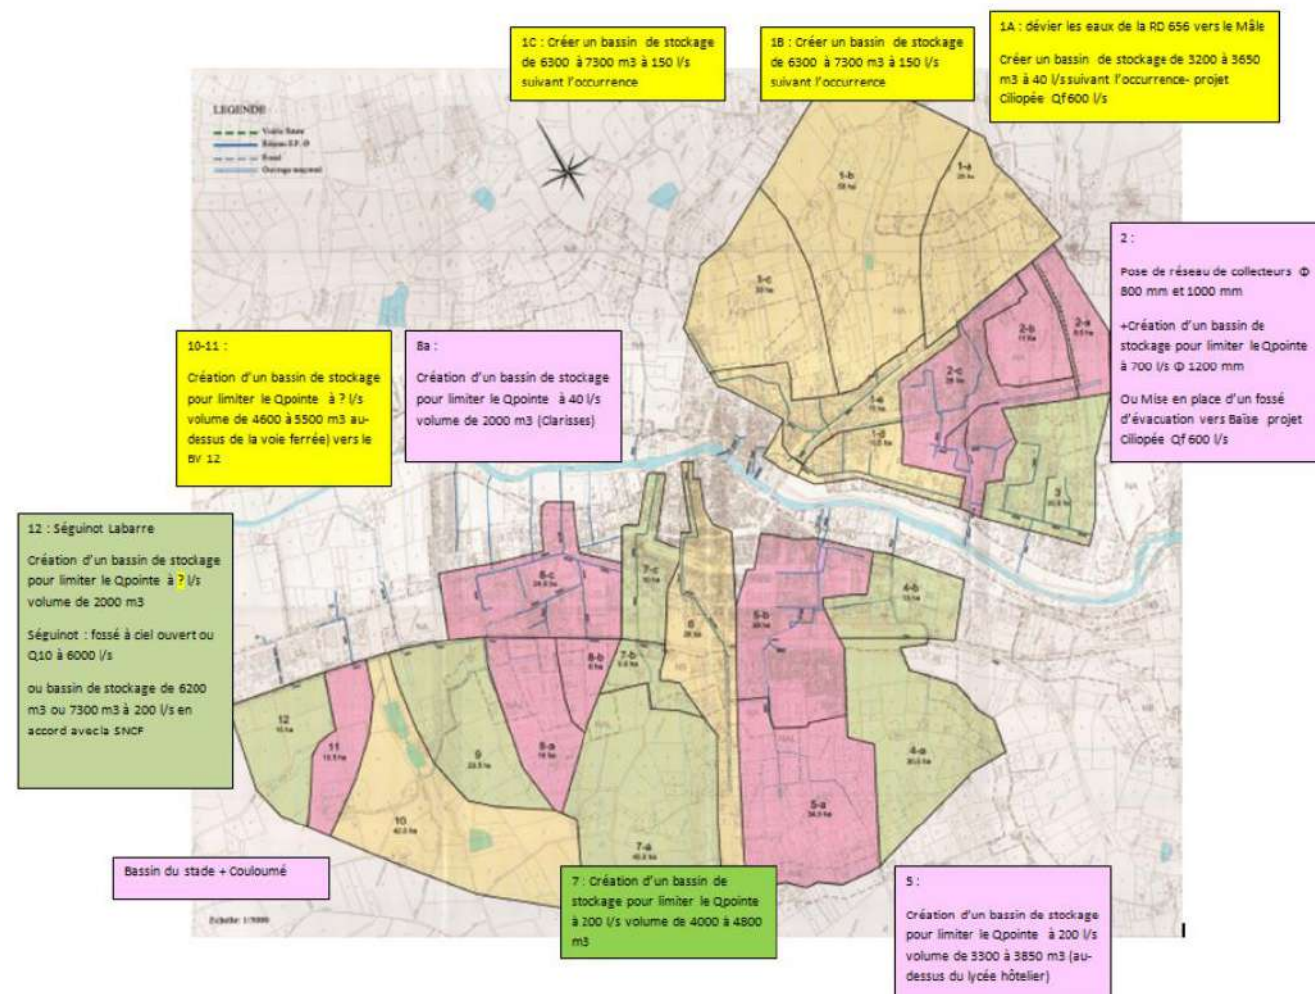 1C : Créer un bassin de stockage
de 6300 à 7300 m3 à 150 l/s
suivant l'occurrence
1B : Créer un bassin de stockage
de 6300 à 7300 m3 à 150 l/s
suivant l'occurrence
1A : dévier les eaux de la RD 656 vers le Mâle
Créer un bassin de stockage de 3200 à 3650
m3 à 40 l/s suivant l'occurrence- projet
Ciliopée Qf 600 l/s
LEGENDE
Fossé
1-b
1-a
2 :
Pose de réseau de collecteurs Φ
800 mm et 1000 mm
+Création d'un bassin de
stockage pour limiter le Qpointe
à 700 l/s Φ 1200 mm
Ou Mise en place d'un fossé
d'évacuation vers Baïse projet
Ciliopée Qf 600 l/s
2-b
2-a
2-c
3
10-11 :
Création d'un bassin de stockage
pour limiter le Qpointe à ? l/s
volume de 4600 à 5500 m3 au-
dessus de la voie ferrée) vers le
BV 12
8a :
Création d'un bassin de stockage
pour limiter le Qpointe à 40 l/s
volume de 2000 m3 (Clarisses)
12 : Séguinot Labarre
Création d'un bassin de stockage
pour limiter le Qpointe à ? l/s
volume de 2000 m3
Séguinot : fossé à ciel ouvert ou
Q10 à 6000 l/s
ou bassin de stockage de 6200
m3 ou 7300 m3 à 200 l/s en
accord avec la SNCF
7-c
6
5-b
4-b
7-b
8-b
12
11
9
8-a
4-a
10
7-a
5-a
Bassin du stade + Couloumé
Echelle: 1/5000
7 : Création d'un bassin de
stockage pour limiter le Qpointe
à 200 l/s volume de 4000 à 4800
m3
5 :
Création d'un bassin de stockage
pour limiter le Qpointe à 200 l/s
volume de 3300 à 3850 m3 (au-
dessus du lycée hôtelier)